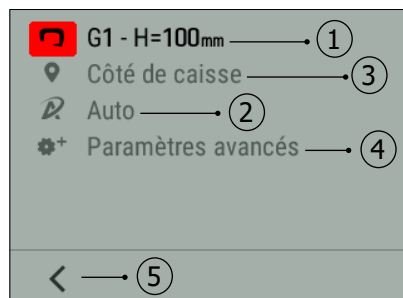 G1 - H=100mm 1
Côté de caisse 3
Auto 2
Paramètres avancés 4
5